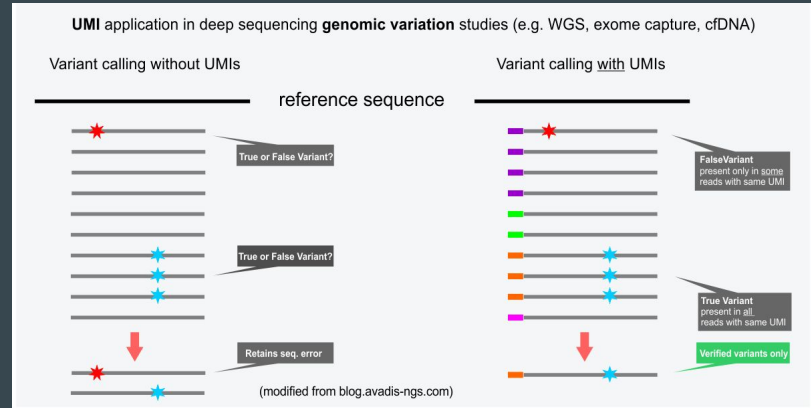 UMI application in deep sequencing genomic variation studies (e.g. WGS, exome capture, cfDNA)
Variant calling without UMIs
Variant calling with UMIs
reference sequence
True or False Variant?
True or False Variant?
Retains seq. error
FalseVariant
present only in some
reads with same UMI
True Variant
present in all
reads with same UMI
Verified variants only
(modified from blog.avadis-ngs.com)